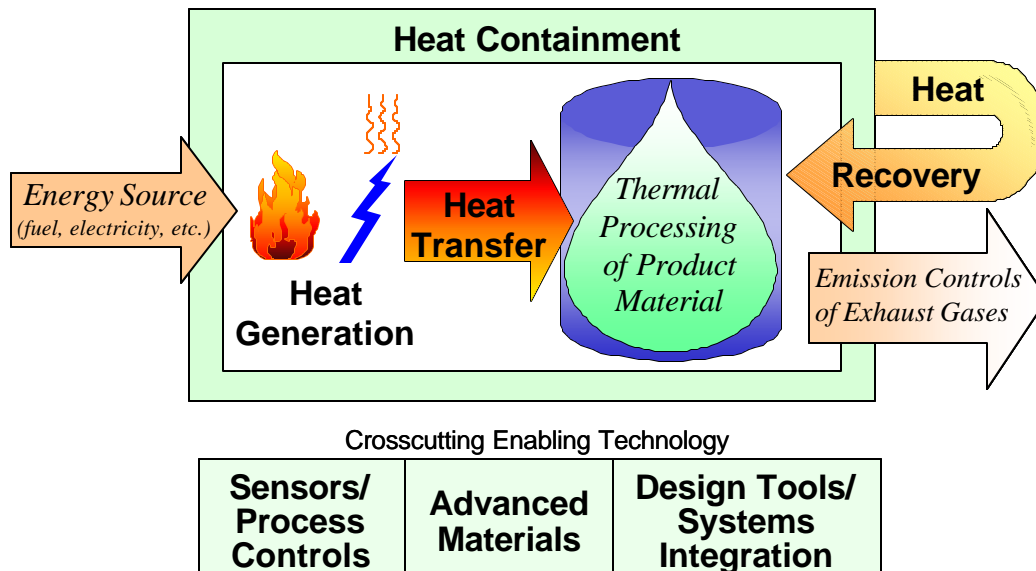 Heat Containment
Energy Source
(fuel, electricity, etc.)
Heat
Generation
Heat
Transfer
Thermal
Processing
of Product
Material
Heat
Recovery
Emission Controls
of Exhaust Gases
Crosscutting Enabling Technology
Sensors/
Process
Controls
Advanced
Materials
Design Tools/
Systems
Integration